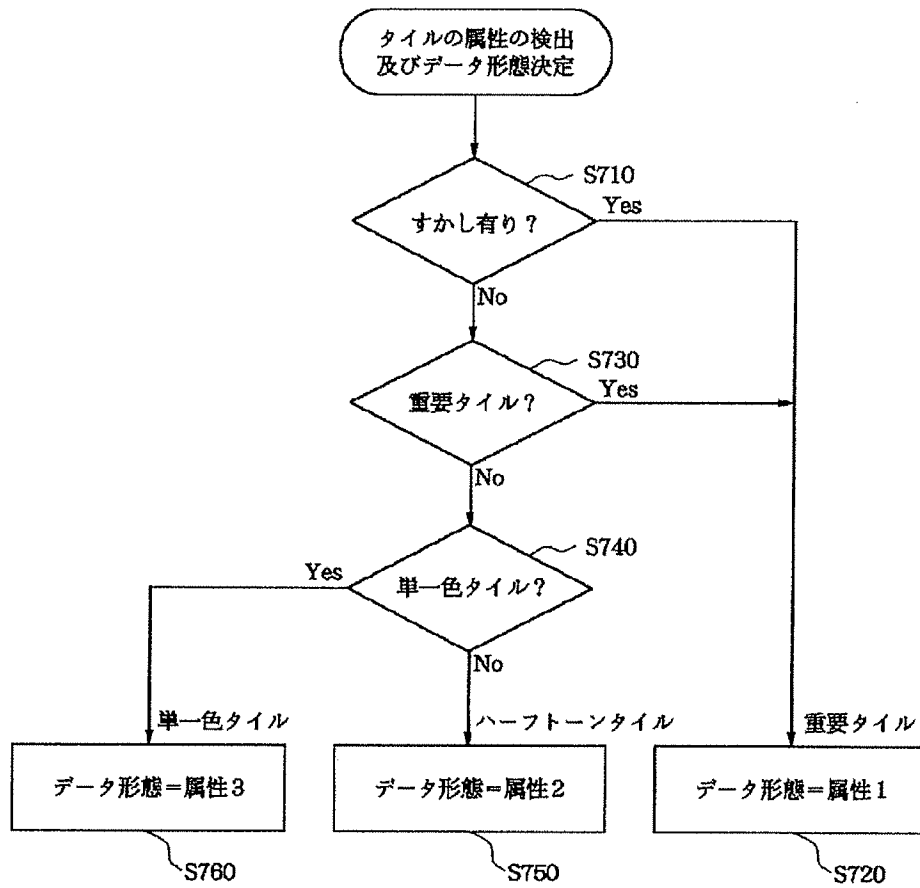 タイルの属性の検出
及びデータ形態決定
S710
すかし有り？
Yes
No
S730
重要タイル？
Yes
No
S740
単一色タイル？
Yes
No
単一色タイル
ハーフトーンタイル
重要タイル
データ形態＝属性3
データ形態＝属性2
データ形態＝属性1
S760
S750
S720